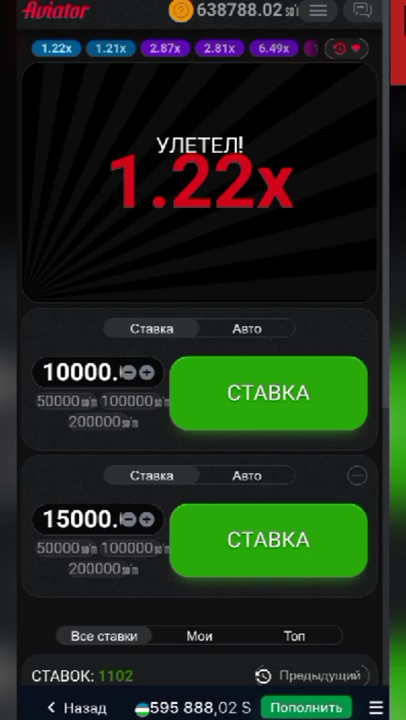 Aviator
638788.02 so'm
1.22x 1.21x 2.87x 2.81x 6.49x
УЛЕТЕЛ!
1.22x
Ставка Авто
10000.
СТАВКА
50000 so'm 100000 so'm
200000 so'm
Ставка Авто
15000.
СТАВКА
50000 so'm 100000 so'm
200000 so'm
Все ставки Мои Топ
СТАВОК: 1102 Предыдущий
Назад 595 888,02 S Пополнить